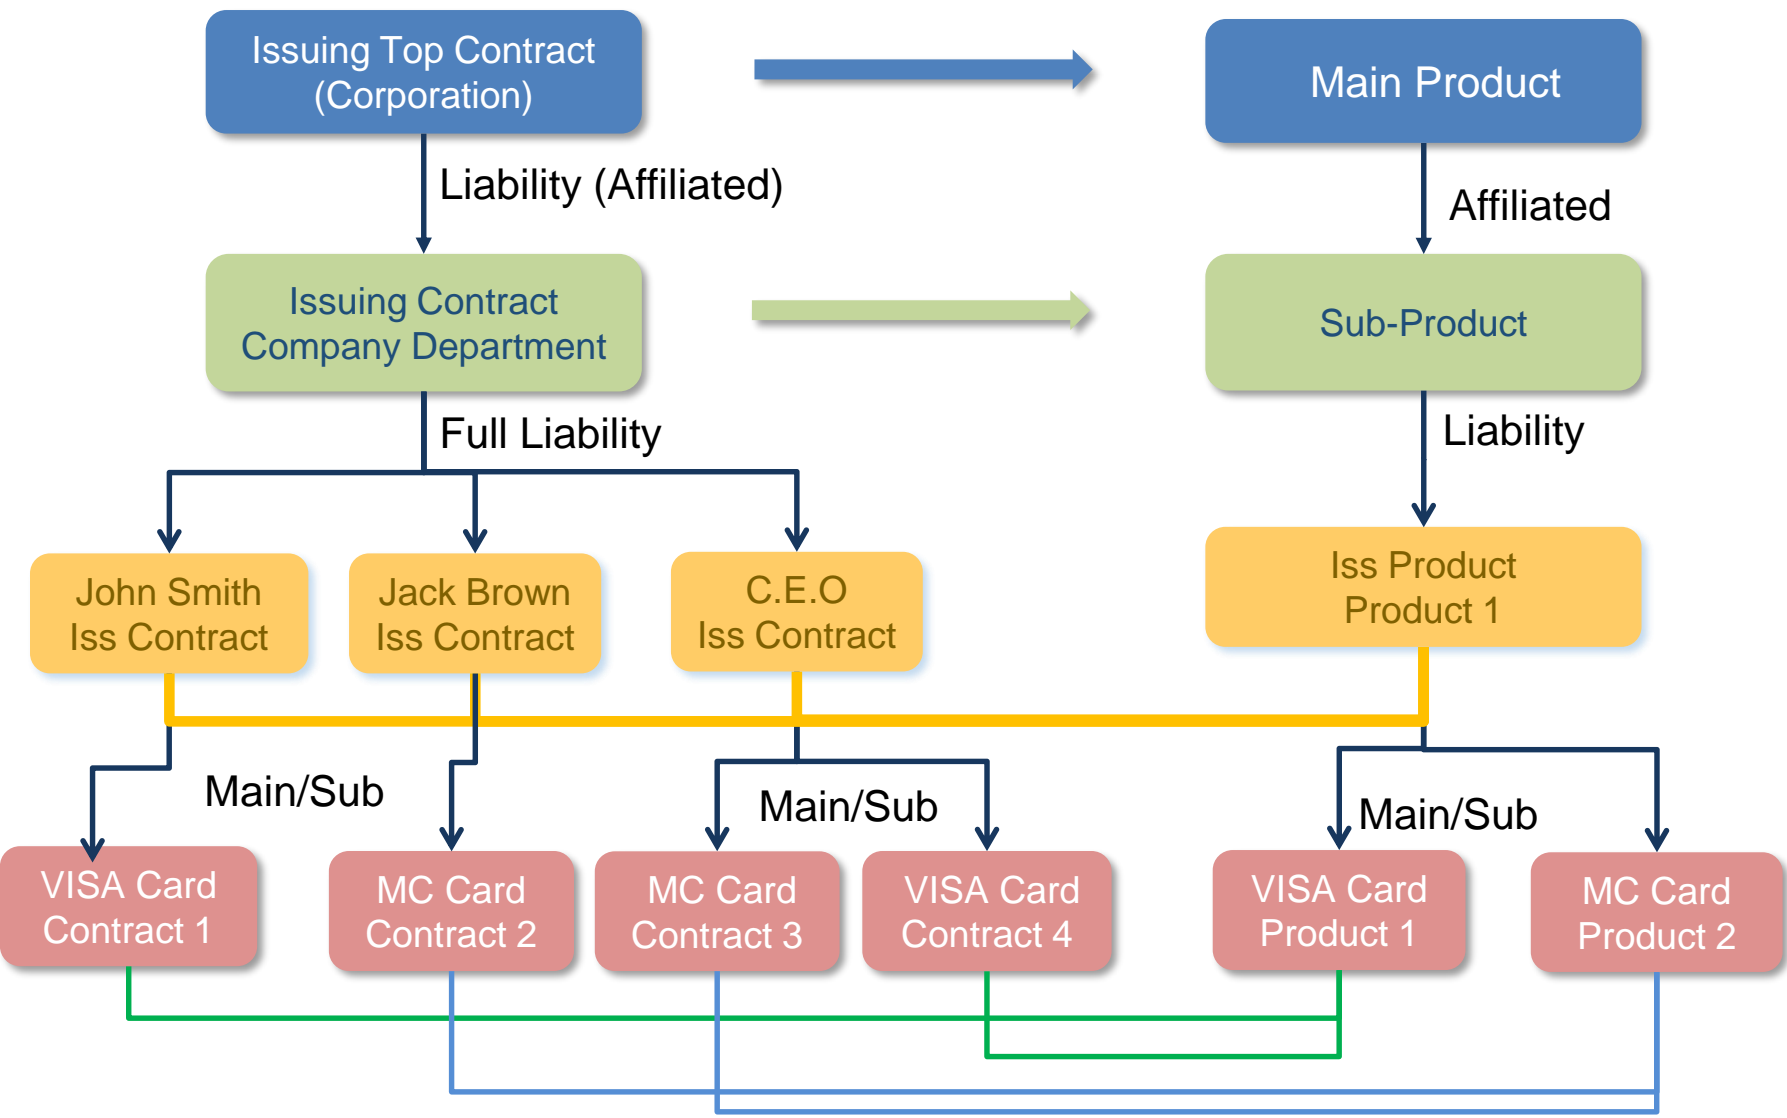 Issuing Top Contract
(Corporation)
Main Product
Liability (Affiliated)
Affiliated
Issuing Contract
Company Department
Sub-Product
Full Liability
Liability
John Smith
Iss Contract
Jack Brown
Iss Contract
C.E.O
Iss Contract
Iss Product
Product 1
Main/Sub
Main/Sub
Main/Sub
VISA Card
Contract 1
MC Card
Contract 2
MC Card
Contract 3
VISA Card
Contract 4
VISA Card
Product 1
MC Card
Product 2